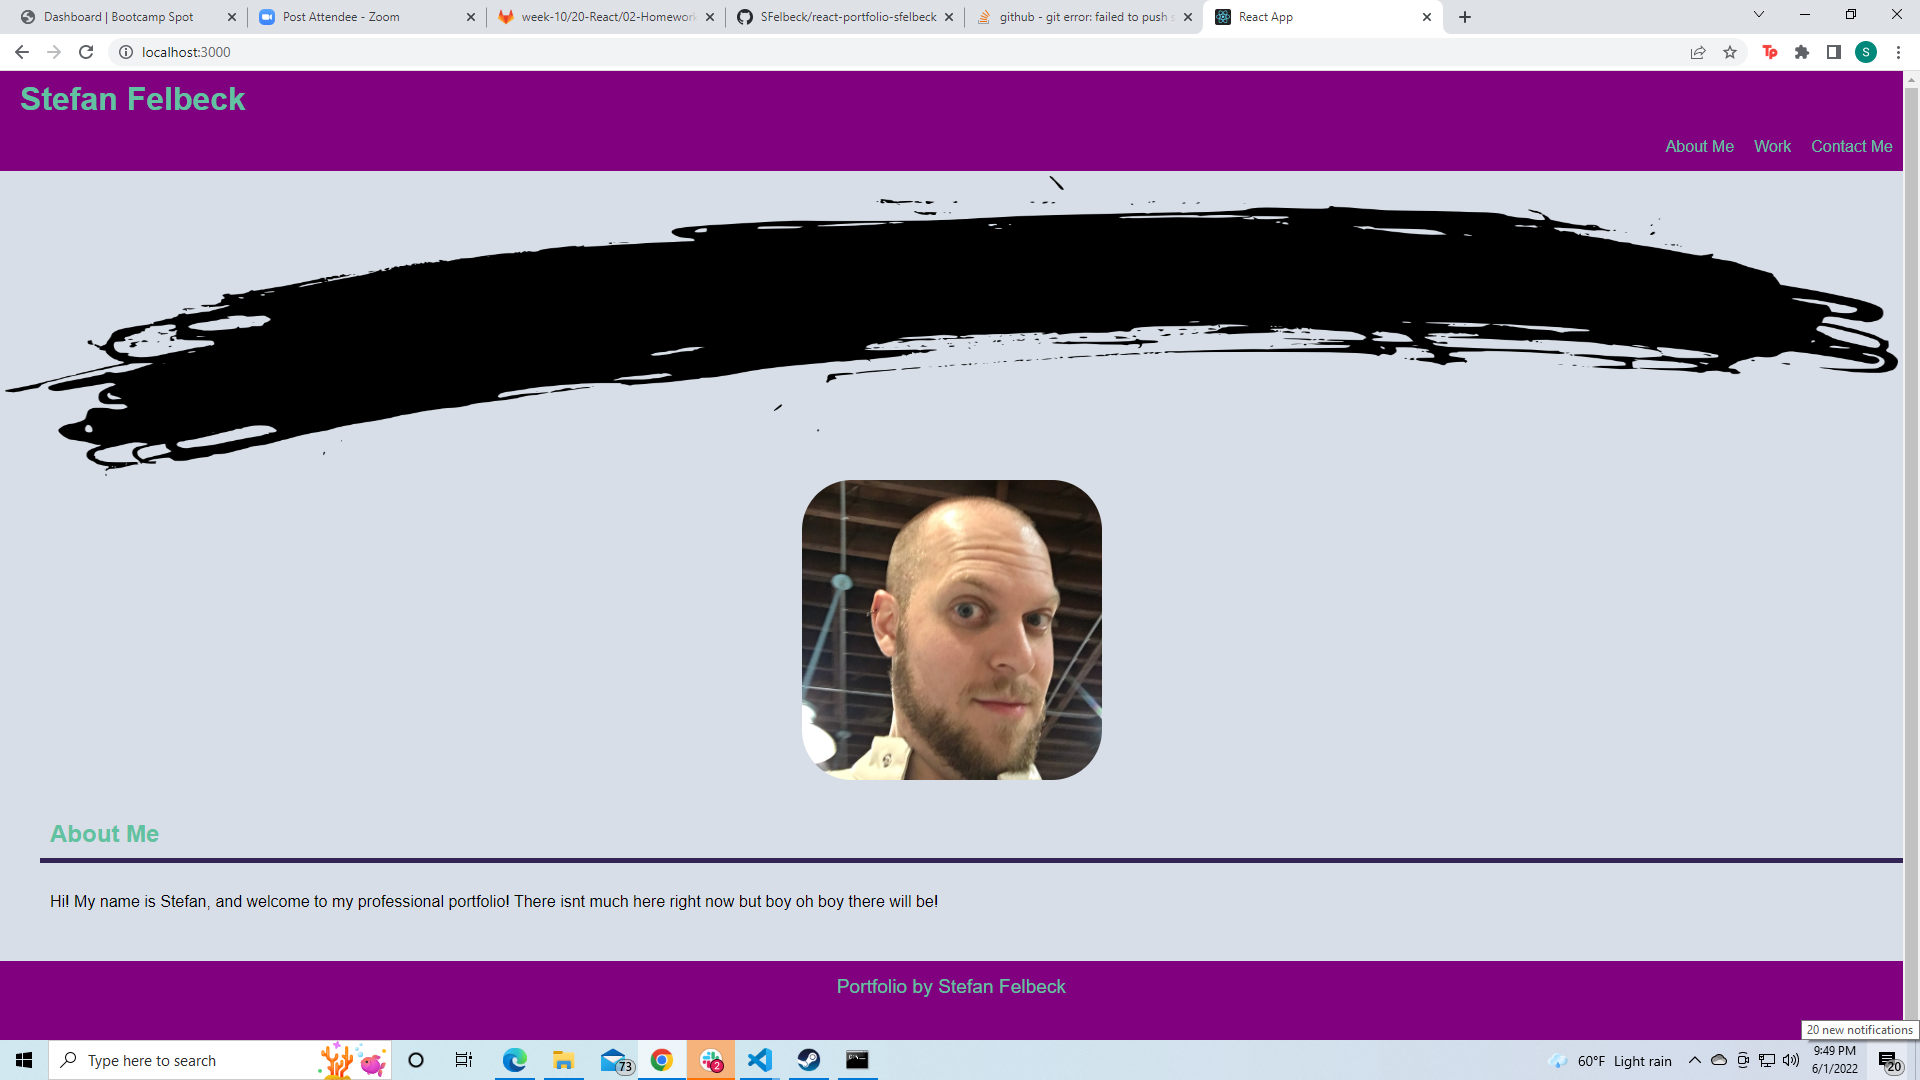 Dashboard | Bootcamp Spot
Post Attendee - Zoom
week-10/20-React/02-Homework
SFelbeck/react-portfolio-sfelbeck
github - git error: failed to push s
React App
localhost:3000
Tp
S
Stefan Felbeck
About Me Work Contact Me
About Me
Hi! My name is Stefan, and welcome to my professional portfolio! There isnt much here right now but boy oh boy there will be!
Portfolio by Stefan Felbeck
20 new notifications
Type here to search
73
2
60°F Light rain
9:49 PM
6/1/2022
20